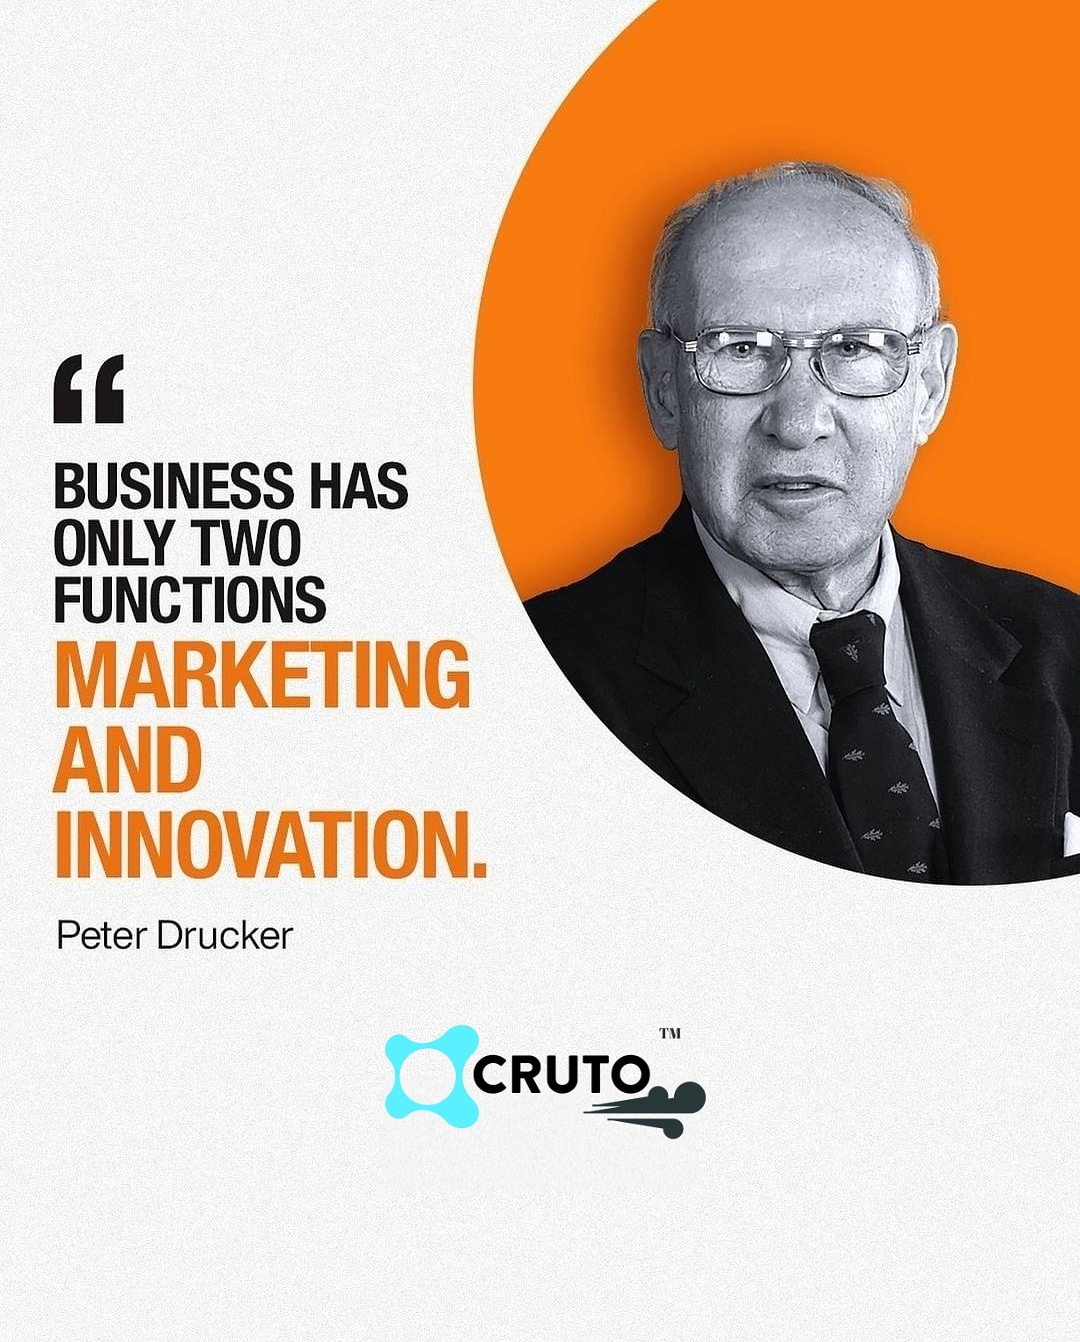 “
BUSINESS HAS
ONLY TWO
FUNCTIONS
MARKETING
AND
INNOVATION.
Peter Drucker
CRUTO
TM